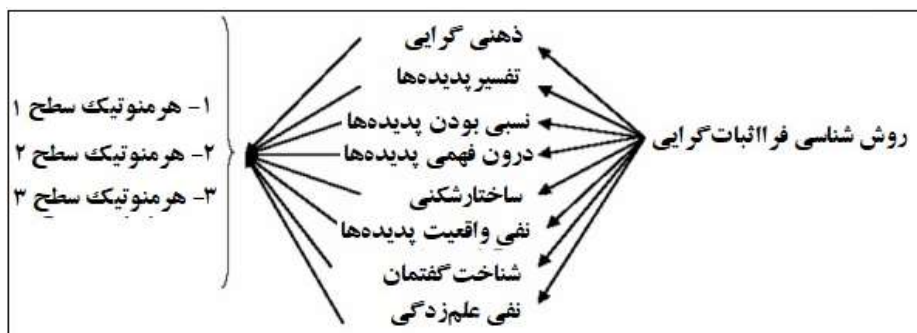 روش شناسی فرااثبات‌گرایی
ذهنی گرایی
تفسیر پدیده‌ها
نسبی بودن پدیده‌ها
درون فهمی پدیده‌ها
ساختارشکنی
نفی واقعیت پدیده‌ها
شناخت گفتمان
نفی علم‌زدگی
۱- هرمنوتیک سطح ۱
۲- هرمنوتیک سطح ۲
۳- هرمنوتیک سطح ۳